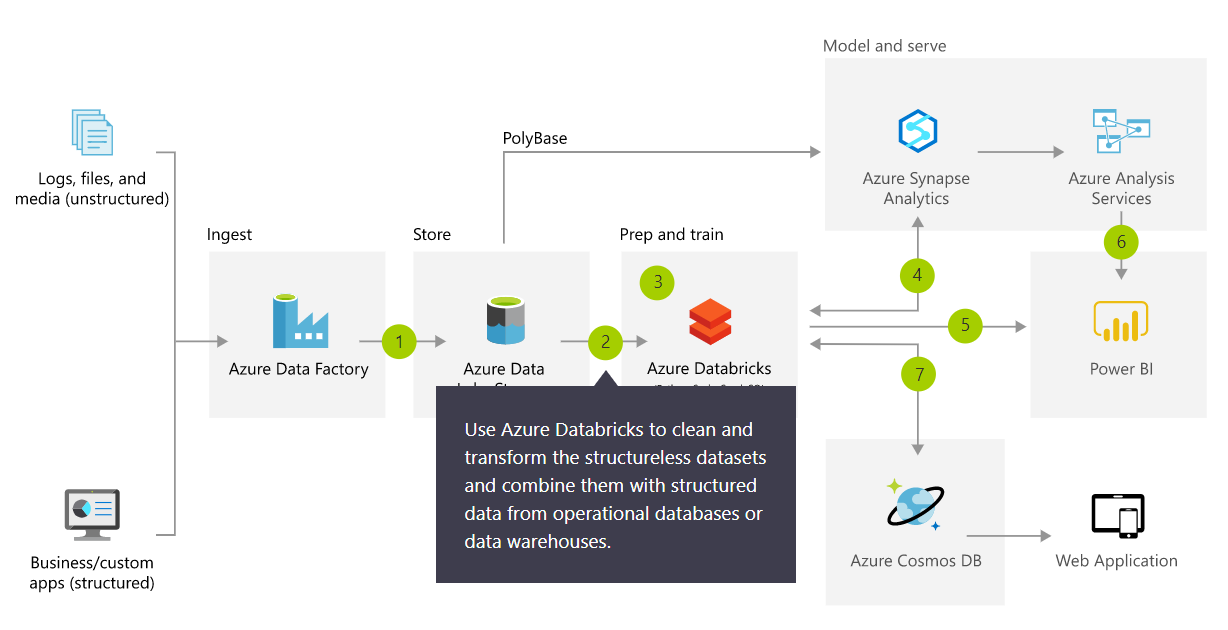 Model and serve
PolyBase
Logs, files, and
media (unstructured)
Azure Synapse
Analytics
Azure Analysis
Services
Ingest
Store
Prep and train
6
3
4
5
1
2
Azure Data Factory
Azure Data
Azure Databricks
Power BI
7
Use Azure Databricks to clean and
transform the structureless datasets
and combine them with structured
data from operational databases or
data warehouses.
Business/custom
apps (structured)
Azure Cosmos DB
Web Application